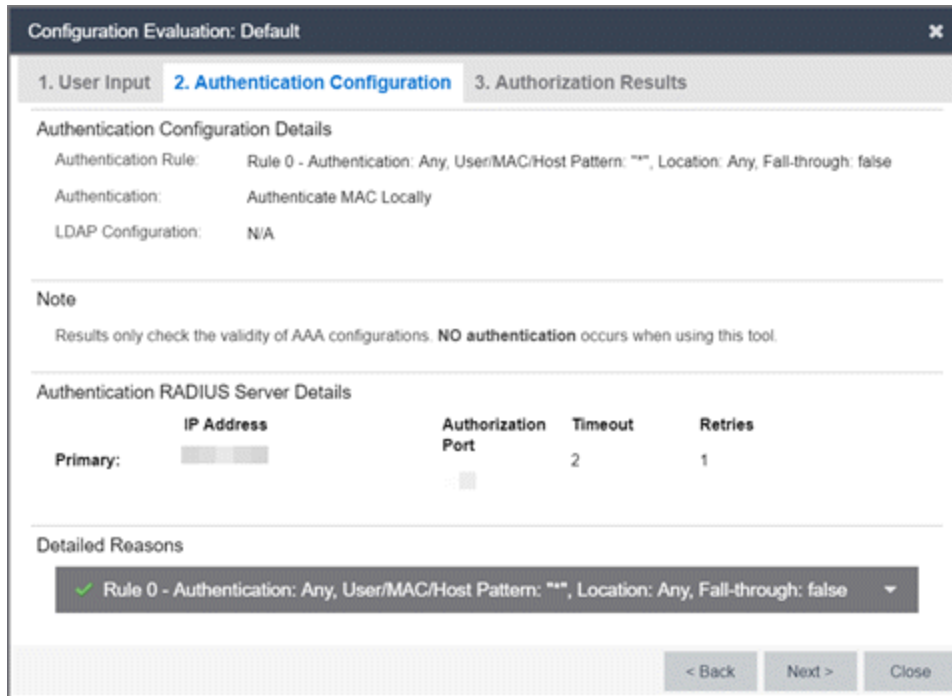 Configuration Evaluation: Default
1. User Input 2. Authentication Configuration 3. Authorization Results
Authentication Configuration Details
Authentication Rule: Rule 0 - Authentication: Any, User/MAC/Host Pattern: "*", Location: Any, Fall-through: false
Authentication: Authenticate MAC Locally
LDAP Configuration: N/A
Note
Results only check the validity of AAA configurations. NO authentication occurs when using this tool.
Authentication RADIUS Server Details
IP Address Authorization Port Timeout Retries
Primary: 2 1
Detailed Reasons
Rule 0 - Authentication: Any, User/MAC/Host Pattern: "*", Location: Any, Fall-through: false
< Back Next > Close